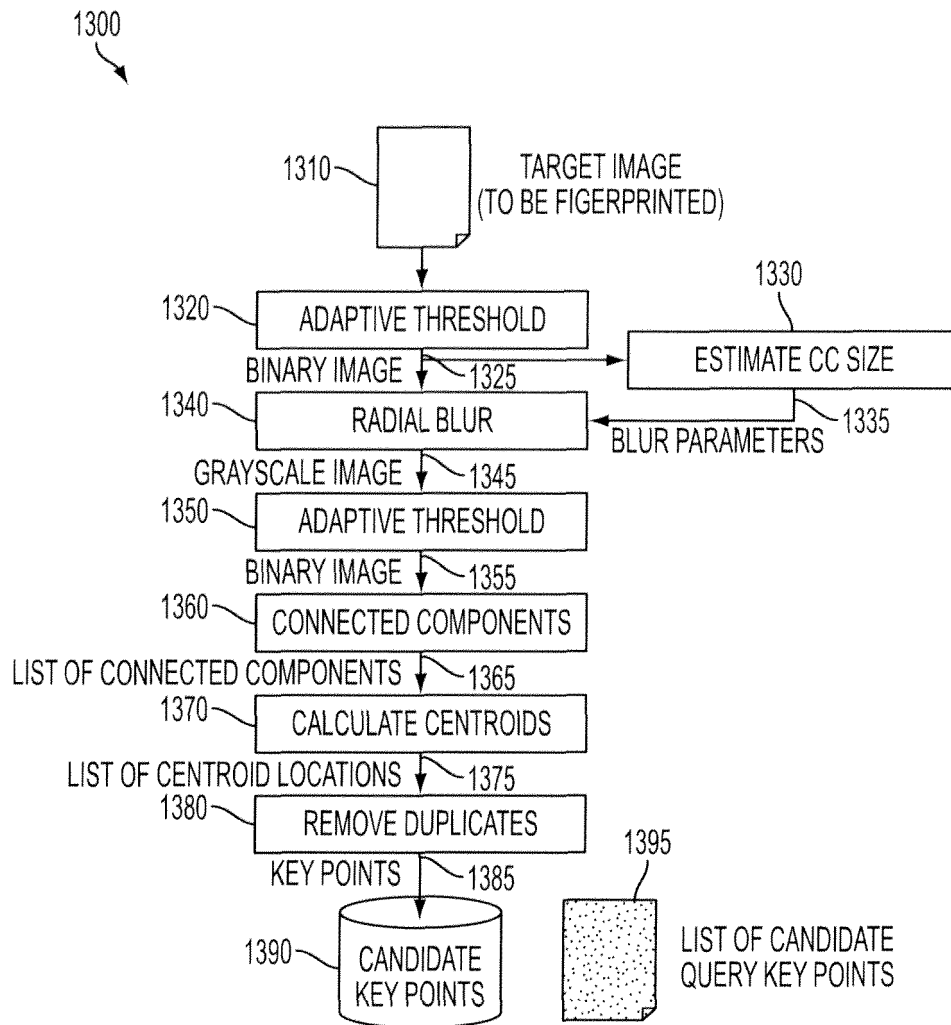 1300
1310
TARGET IMAGE
(TO BE FIGERPRINTED)
1320
ADAPTIVE THRESHOLD
1330
ESTIMATE CC SIZE
BINARY IMAGE
1325
1335
1340
RADIAL BLUR
BLUR PARAMETERS
GRAYSCALE IMAGE
1345
1350
ADAPTIVE THRESHOLD
BINARY IMAGE
1355
1360
CONNECTED COMPONENTS
LIST OF CONNECTED COMPONENTS
1365
1370
CALCULATE CENTROIDS
LIST OF CENTROID LOCATIONS
1375
1380
REMOVE DUPLICATES
KEY POINTS
1385
1390
CANDIDATE
KEY POINTS
1395
LIST OF CANDIDATE
QUERY KEY POINTS